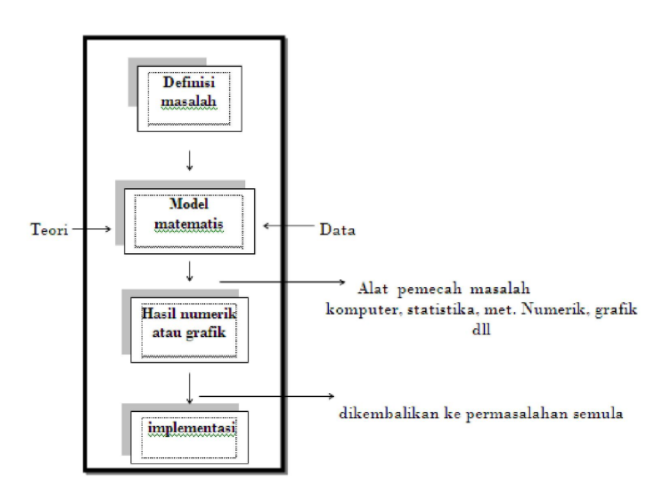 Definisi
masalah
Model
matematis
Teori
Data
Alat pemecah masalah
komputer, statistika, met. Numerik, grafik
dll
Hasil numerik
atau grafik
dikembalikan ke permasalahan semula
implementasi